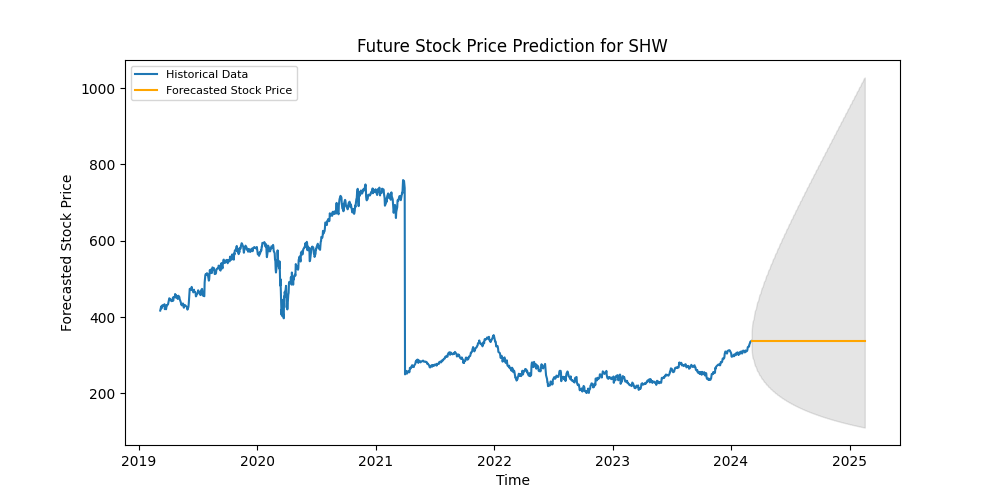 Future Stock Price Prediction for SHW
Historical Data
Forecasted Stock Price
Forecasted Stock Price
1000
800
600
400
200
2019 2020 2021 2022 2023 2024 2025
Time